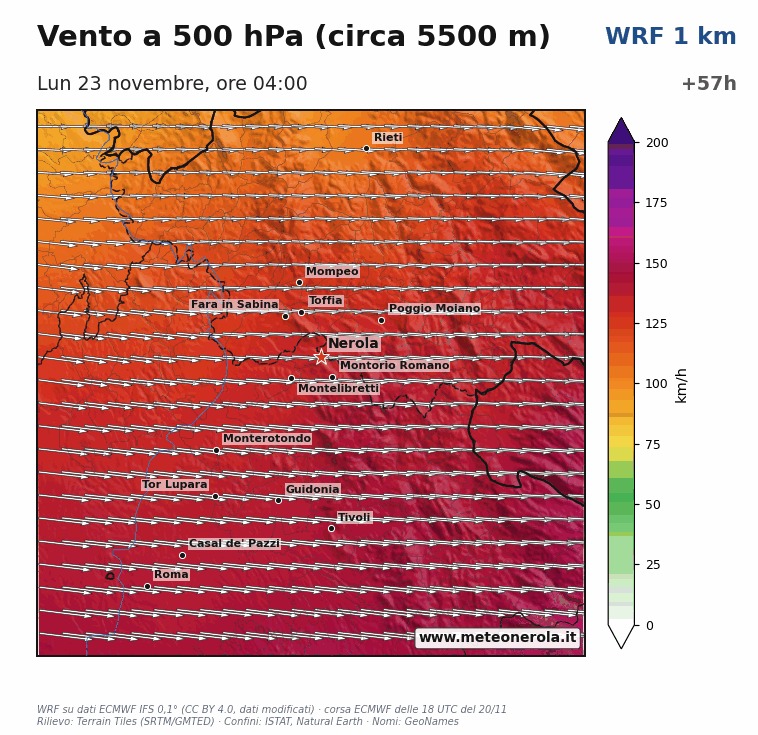 Vento a 500 hPa (circa 5500 m)
WRF 1 km
Lun 23 novembre, ore 04:00
+57h
Rieti
Mompeo
Fara in Sabina
Toffia
Poggio Moiano
Nerola
Montorio Romano
Montelibretti
Monterotondo
Tor Lupara
Guidonia
Tivoli
Casal de' Pazzi
Roma
www.meteonerola.it
200
175
150
125
100
75
50
25
0
km/h
WRF su dati ECMWF IFS 0,1° (CC BY 4.0, dati modificati) · corsa ECMWF delle 18 UTC del 20/11
Rilievo: Terrain Tiles (SRTM/GMTED) · Confini: ISTAT, Natural Earth · Nomi: GeoNames